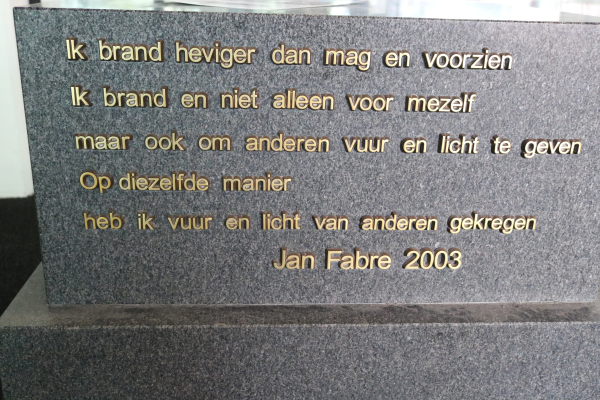 Ik brand heviger dan mag en voorzien
Ik brand en niet alleen voor mezelf
maar ook om anderen vuur en licht te geven
Op diezelfde manier
heb ik vuur en licht van anderen gekregen
Jan Fabre 2003